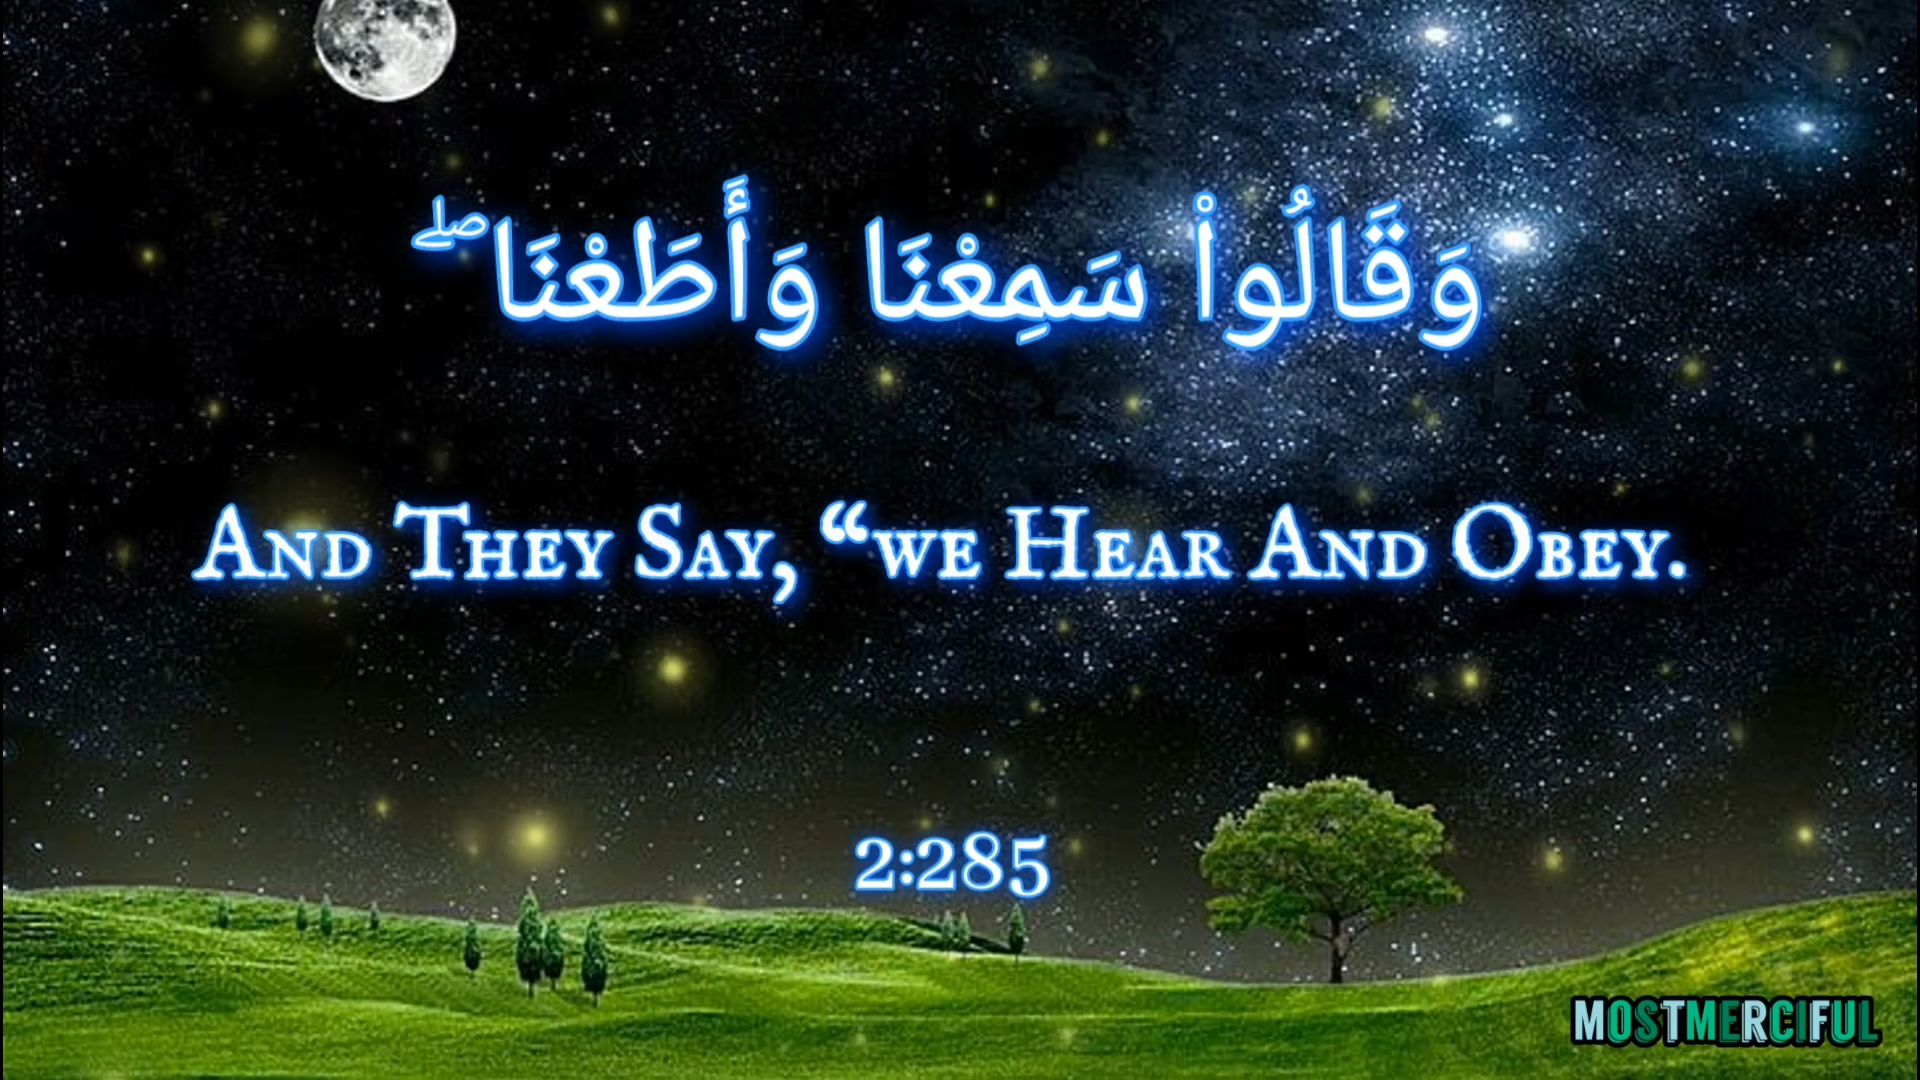 وَقَالُوا۟ سَمِعْنَا وَأَطَعْنَا ۖ
And They Say, “we Hear And Obey.
2:285
MOSTMERCIFUL